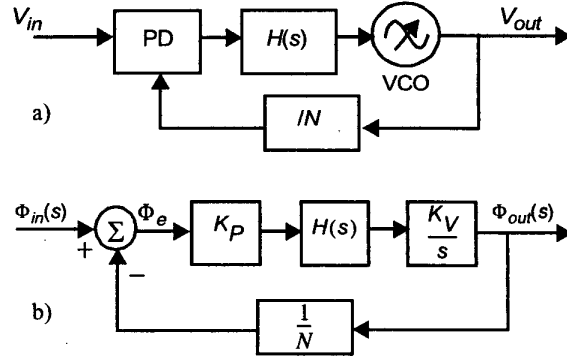 V_in PD H(s) V_out
VCO
/N
a)
Φ_in(s) Φ_e K_P H(s) K_V/s Φ_out(s)
+ Σ
−
1/N
b)